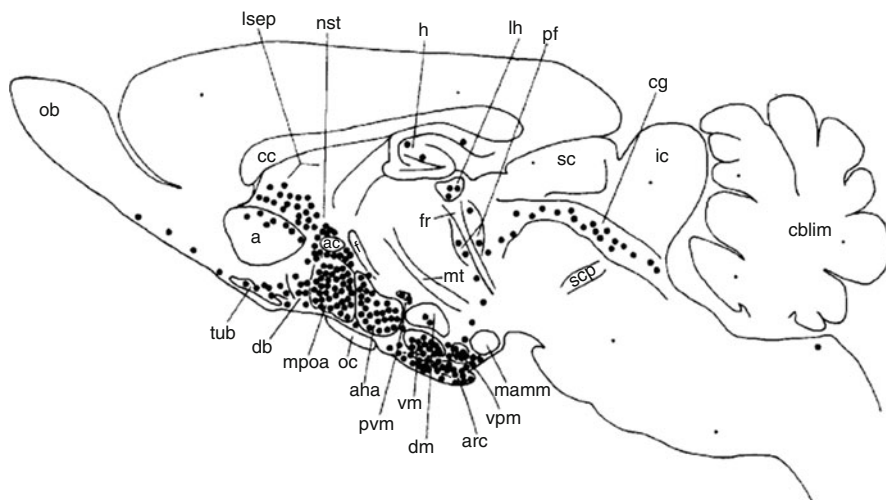 lsep nst h lh pf
cg
ob
cc sc ic
a ac f fr cblim
mt scp
tub db
mpoa oc mamm
aha vm vpm
pvm dm arc